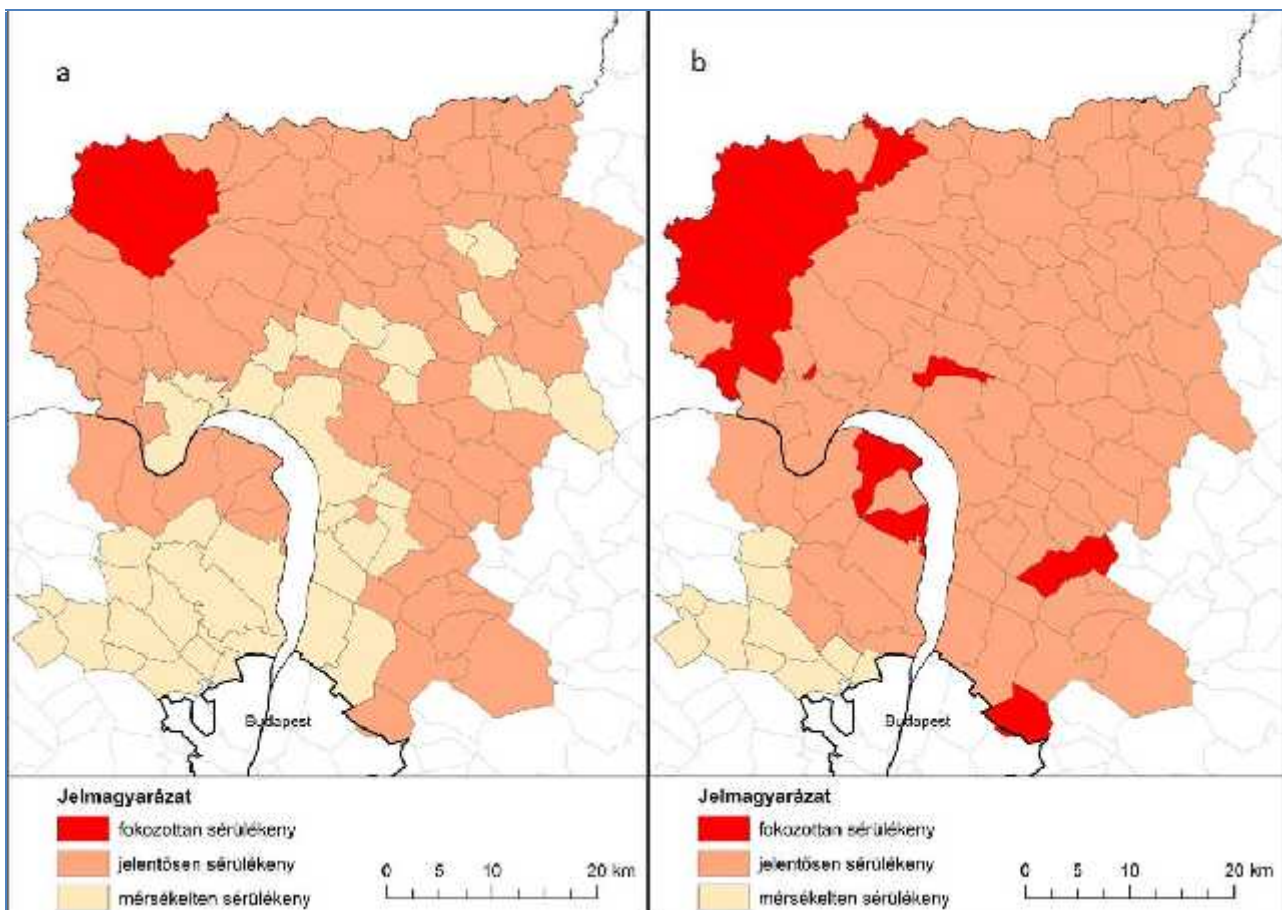 a
Budapest
Jelmagyarázat
fokozottan sérülékeny
jelentősen sérülékeny
mérsékelten sérülékeny
0 5 10 20 km
b
Budapest
Jelmagyarázat
fokozottan sérülékeny
jelentősen sérülékeny
mérsékelten sérülékeny
0 5 10 20 km